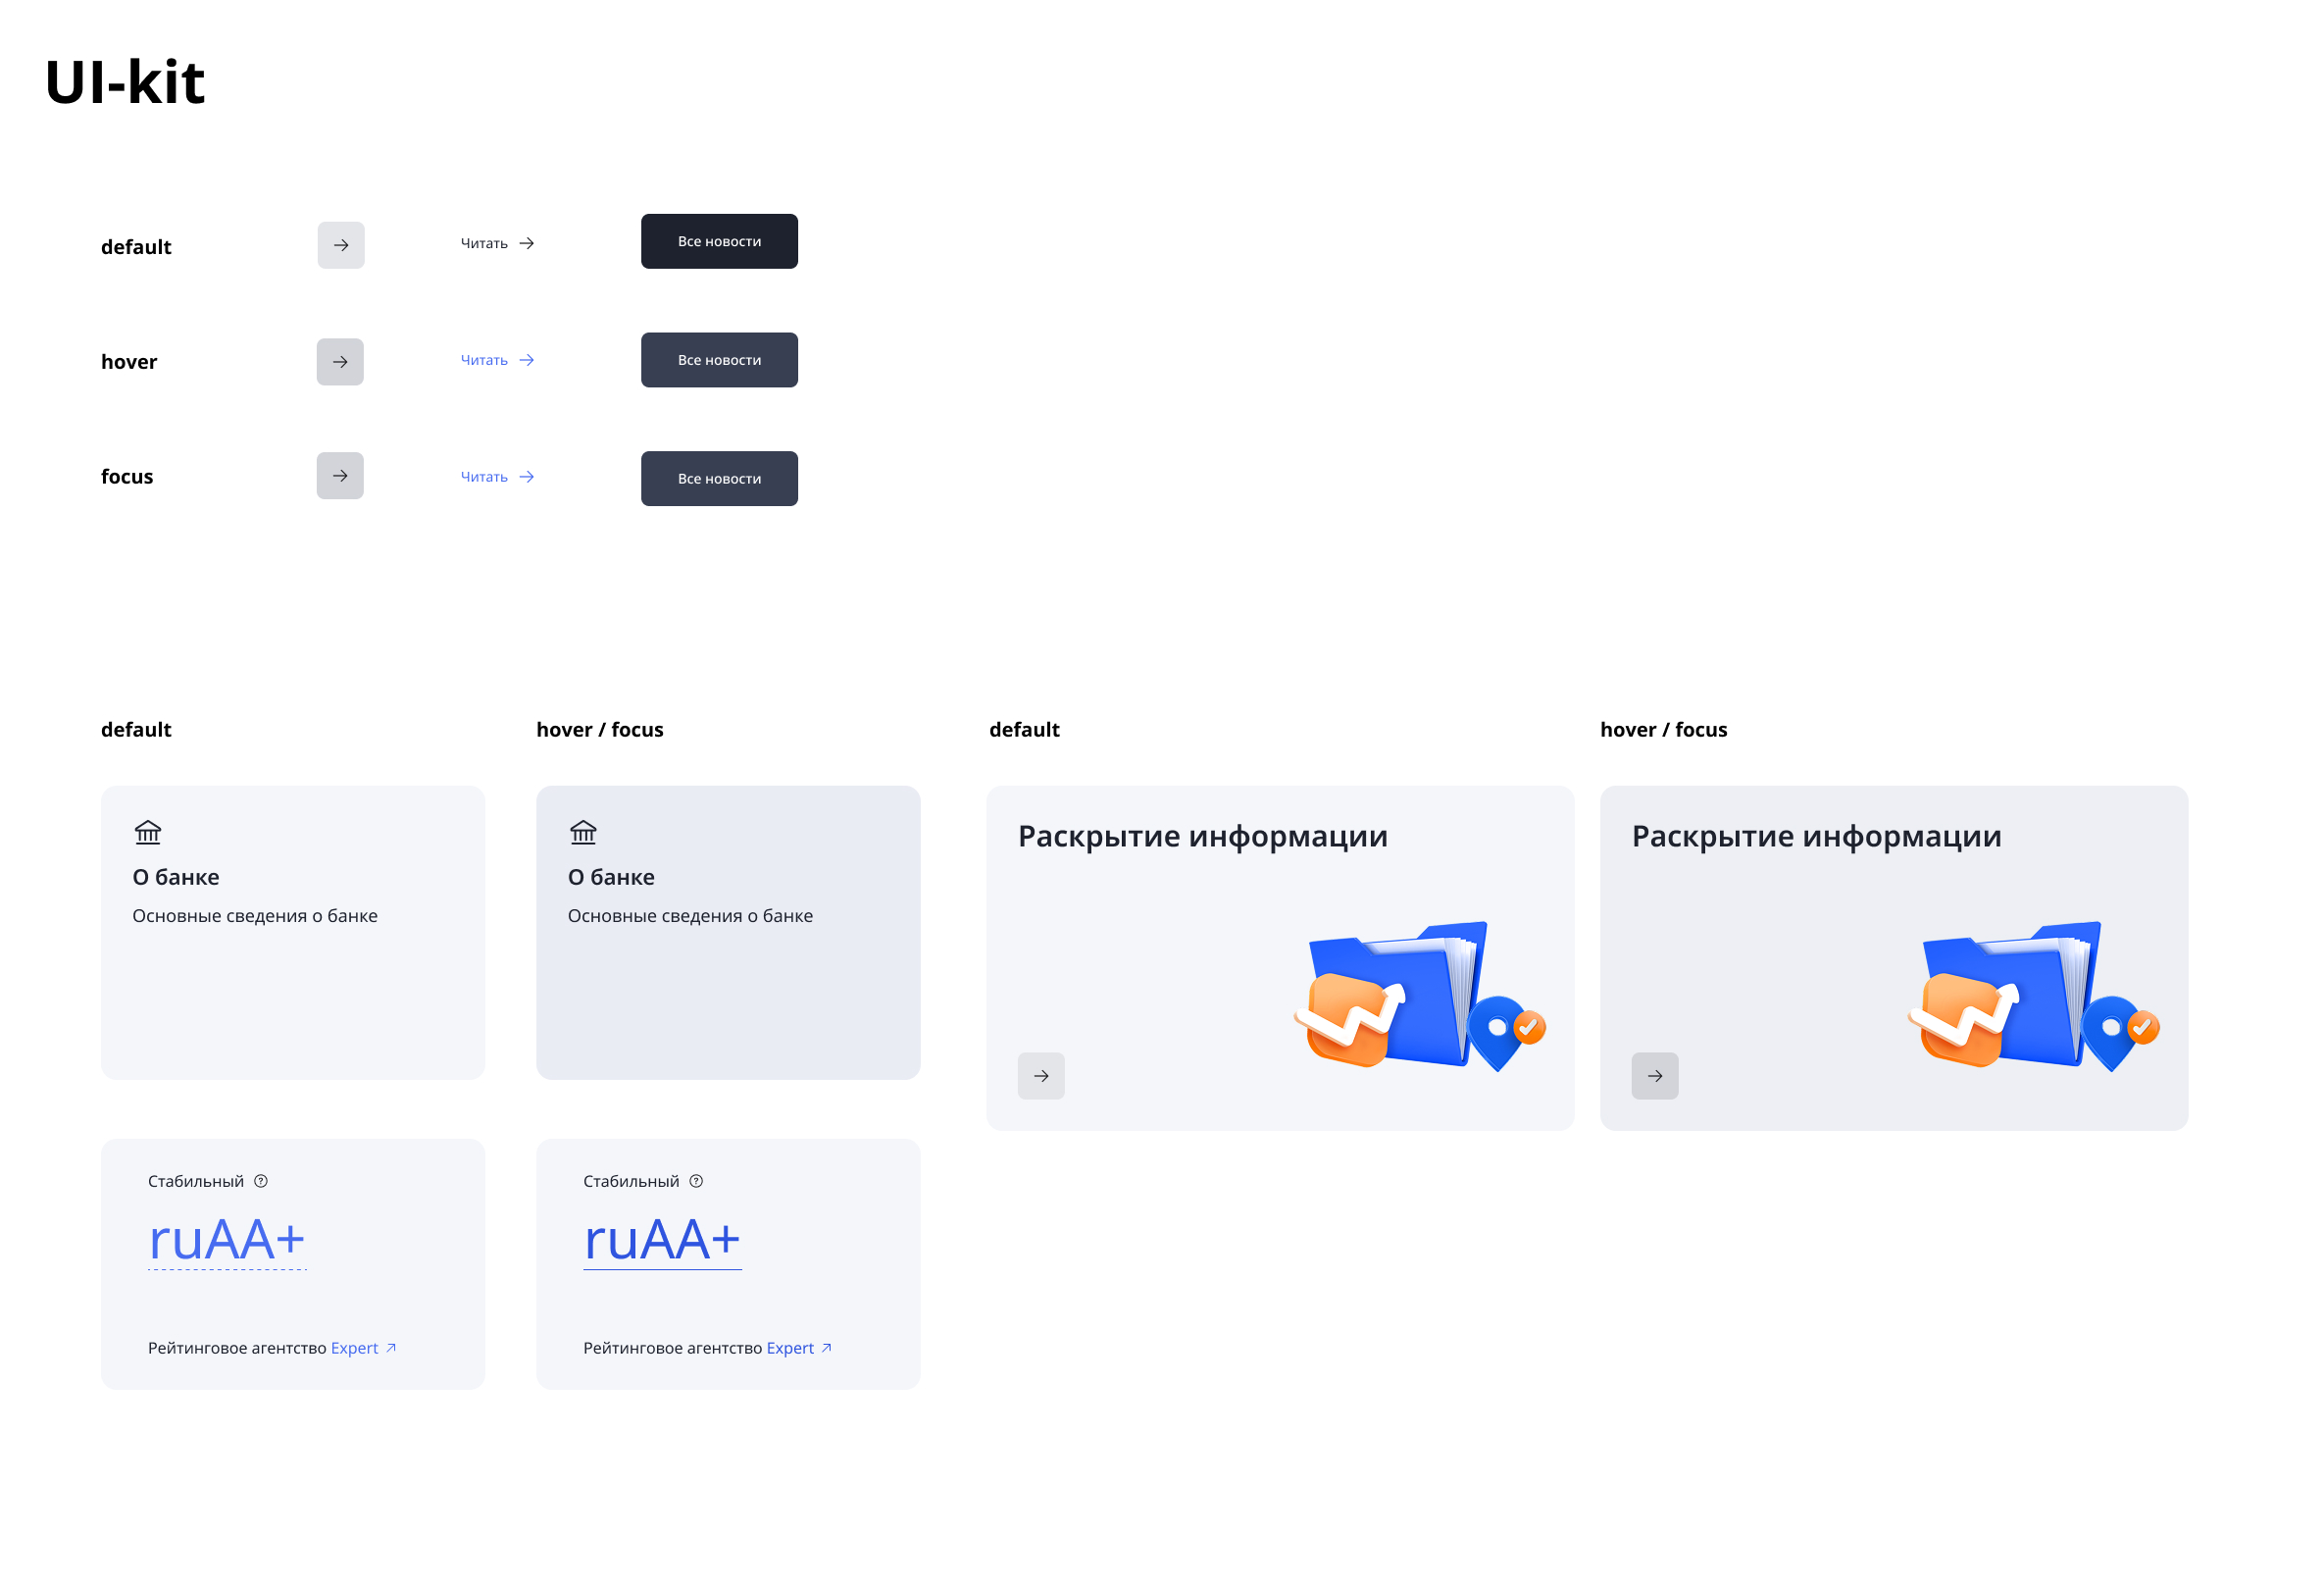 UI-kit
default
Читать
Все новости
hover
Читать
Все новости
focus
Читать
Все новости
default
hover / focus
default
hover / focus
О банке
Основные сведения о банке
О банке
Основные сведения о банке
Раскрытие информации
Раскрытие информации
Стабильный
ruAA+
Рейтинговое агентство Expert
Стабильный
ruAA+
Рейтинговое агентство Expert